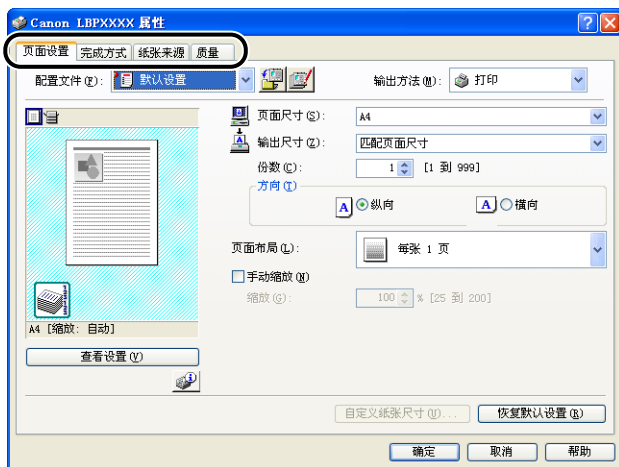 Canon LBPXXXX 属性
页面设置 完成方式 纸张来源 质量
配置文件(F): 默认设置 输出方法(M): 打印
页面尺寸(S): A4
输出尺寸(Z): 匹配页面尺寸
份数(C): 1 [1 到 999]
方向(T)
A 纵向 A 横向
页面布局(L): 每张 1 页
手动缩放(N)
缩放(G): 100 % [25 到 200]
A4 [缩放: 自动]
查看设置(V)
自定义纸张尺寸(U)... 恢复默认设置(R)
确定 取消 帮助